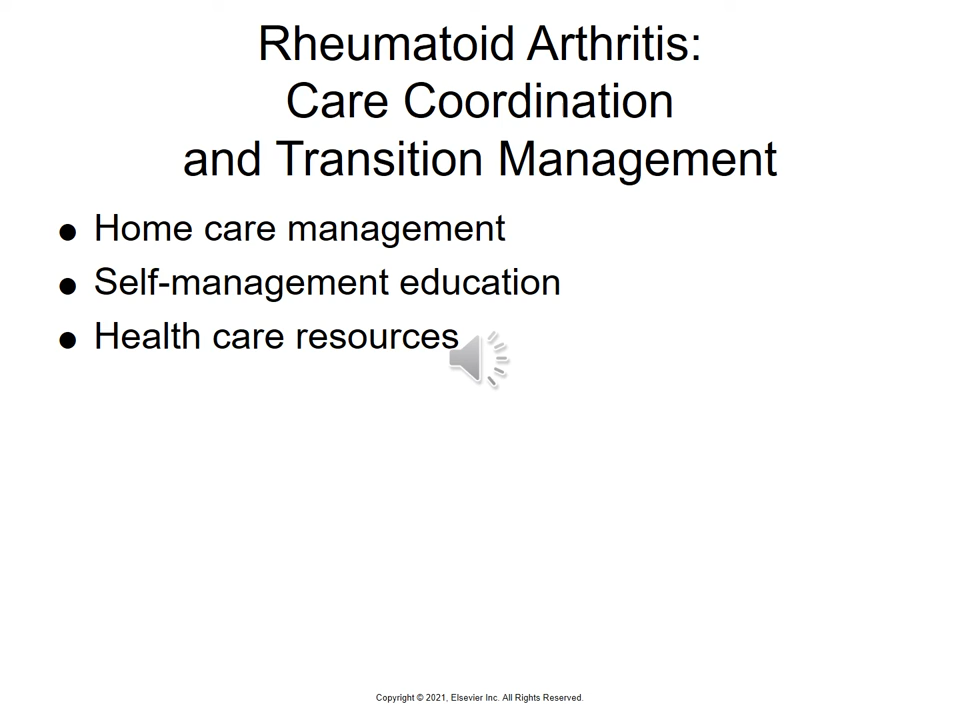 Rheumatoid Arthritis:
Care Coordination
and Transition Management
● Home care management
● Self-management education
● Health care resources
Copyright © 2021, Elsevier Inc. All Rights Reserved.